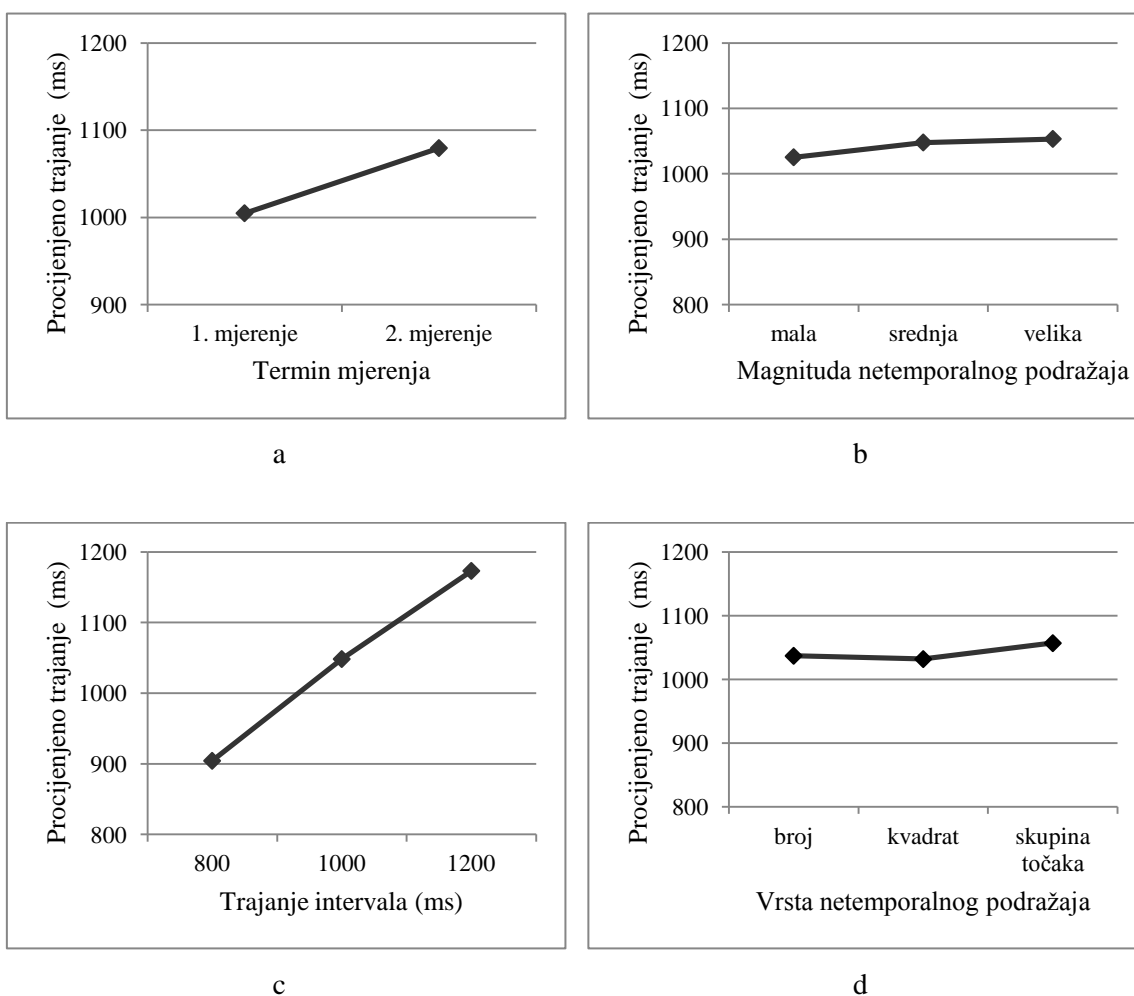 Procijenjeno trajanje (ms)
1200
1100
1000
900
1. mjerenje 2. mjerenje
Termin mjerenja
a
Procijenjeno trajanje (ms)
1200
1100
1000
900
800
mala srednja velika
Magnituda netemporalnog podražaja
b
Procijenjeno trajanje (ms)
1200
1100
1000
900
800
800 1000 1200
Trajanje intervala (ms)
c
Procijenjeno trajanje (ms)
1200
1100
1000
900
800
broj kvadrat skupina
točaka
Vrsta netemporalnog podražaja
d